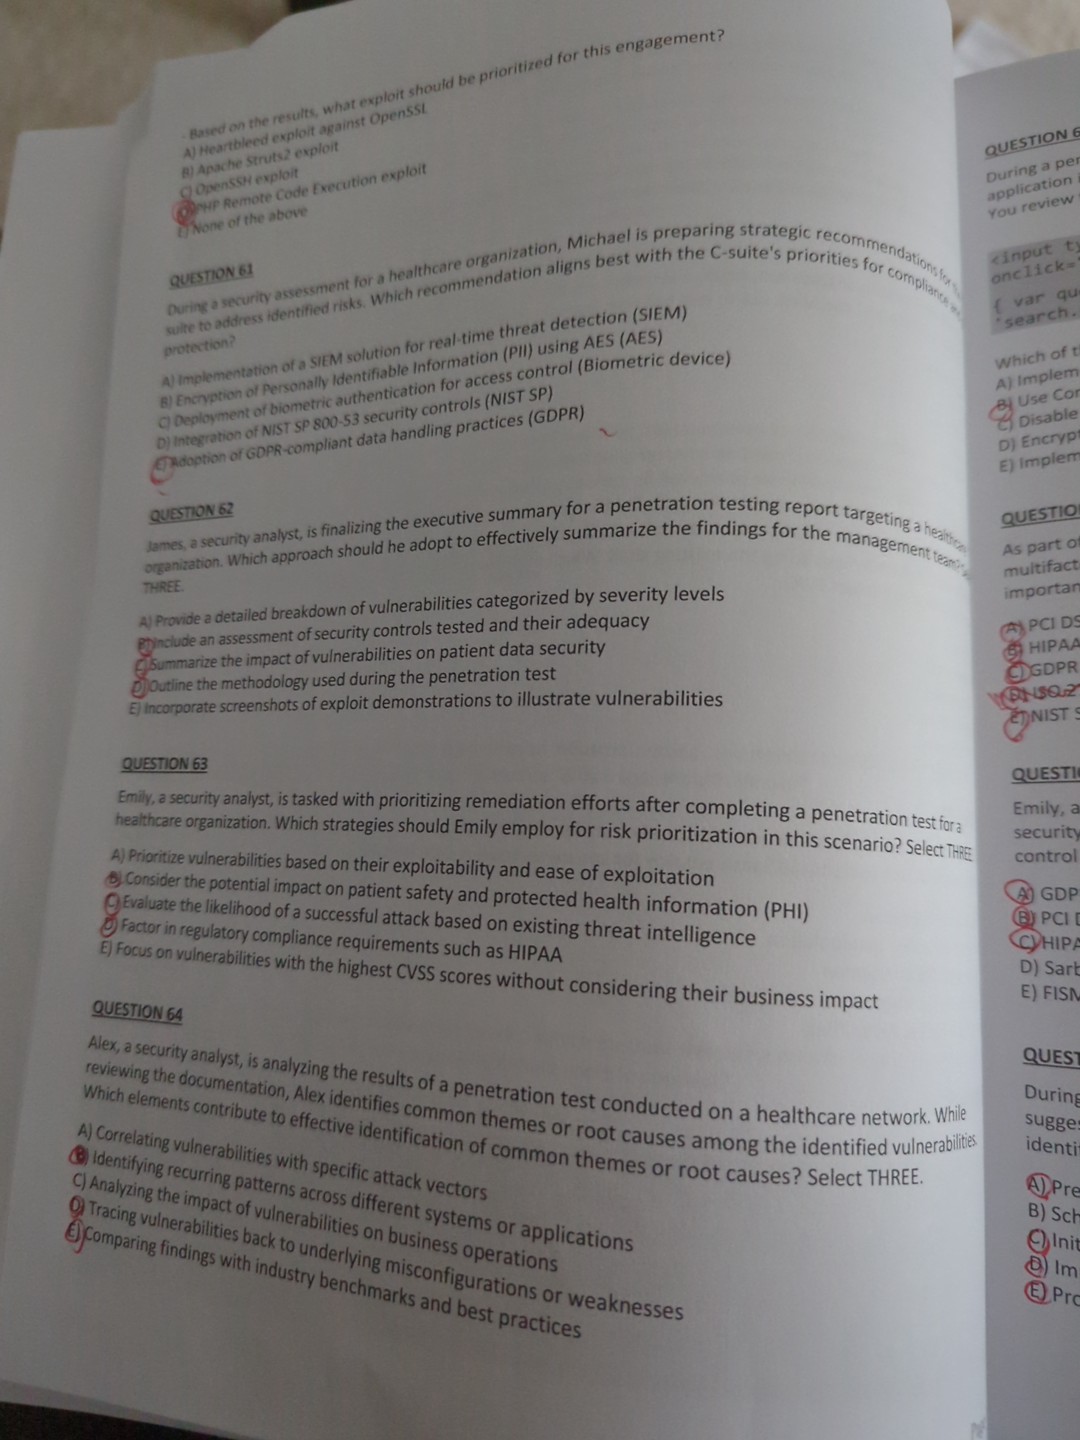 - Based on the results, what exploit should be prioritized for this engagement?
A) Heartbleed exploit against OpenSSL
B) Apache Struts2 exploit
C) OpenSSH exploit
PHP Remote Code Execution exploit
E) None of the above
QUESTION 61
During a security assessment for a healthcare organization, Michael is preparing strategic recommendations for
suite to address identified risks. Which recommendation aligns best with the C-suite's priorities for compliance
protection?
A) Implementation of a SIEM solution for real-time threat detection (SIEM)
B) Encryption of Personally Identifiable Information (PII) using AES (AES)
C) Deployment of biometric authentication for access control (Biometric device)
D) Integration of NIST SP 800-53 security controls (NIST SP)
E) Adoption of GDPR-compliant data handling practices (GDPR)
QUESTION 62
James, a security analyst, is finalizing the executive summary for a penetration testing report targeting a
organization. Which approach should he adopt to effectively summarize the findings for the management team?
THREE.
A) Provide a detailed breakdown of vulnerabilities categorized by severity levels
B) Include an assessment of security controls tested and their adequacy
C) Summarize the impact of vulnerabilities on patient data security
D) Outline the methodology used during the penetration test
E) Incorporate screenshots of exploit demonstrations to illustrate vulnerabilities
QUESTION 63
Emily, a security analyst, is tasked with prioritizing remediation efforts after completing a penetration test for a
healthcare organization. Which strategies should Emily employ for risk prioritization in this scenario? Select THREE
A) Prioritize vulnerabilities based on their exploitability and ease of exploitation
B) Consider the potential impact on patient safety and protected health information (PHI)
C) Evaluate the likelihood of a successful attack based on existing threat intelligence
D) Factor in regulatory compliance requirements such as HIPAA
E) Focus on vulnerabilities with the highest CVSS scores without considering their business impact
QUESTION 64
Alex, a security analyst, is analyzing the results of a penetration test conducted on a healthcare network. While
reviewing the documentation, Alex identifies common themes or root causes among the identified vulnerabilities.
Which elements contribute to effective identification of common themes or root causes? Select THREE.
A) Correlating vulnerabilities with specific attack vectors
B) Identifying recurring patterns across different systems or applications
C) Analyzing the impact of vulnerabilities on business operations
D) Tracing vulnerabilities back to underlying misconfigurations or weaknesses
E) Comparing findings with industry benchmarks and best practices
QUESTION 6
During a per
application
You review
<input ty
onclick=
{ var qu
'search.
Which of t
A) Implem
B) Use Cor
C) Disable
D) Encrypt
E) Implem
QUESTIO
As part of
multifact
importan
A) PCI DS
B) HIPAA
C) GDPR
NIST S
QUESTI
Emily, a
security
control
A) GDP
B) PCI D
C) HIPA
D) Sarb
E) FISM
QUEST
During
sugges
identi
A) Pre
B) Sch
C) Init
D) Im
E) Pro